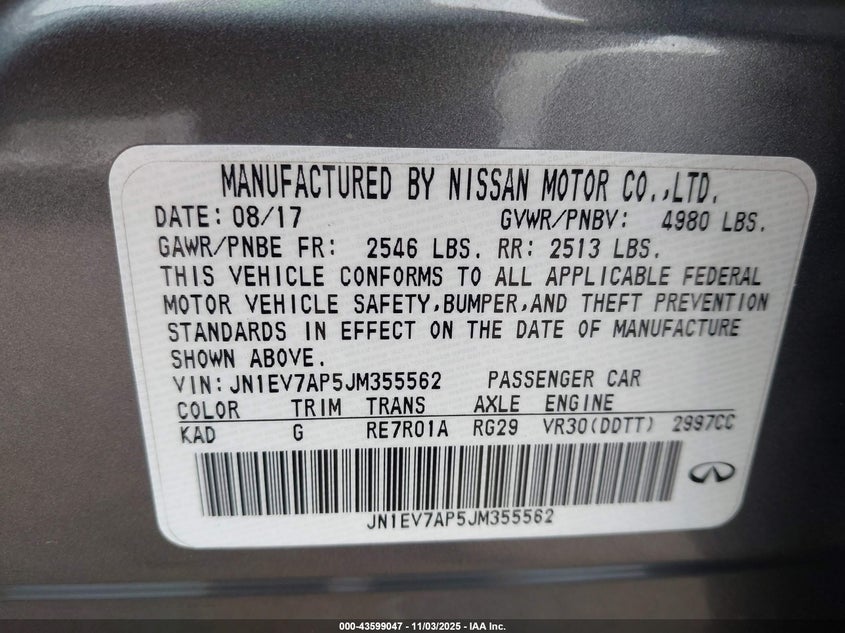 MANUFACTURED BY NISSAN MOTOR CO.,LTD.
DATE: 08/17 GVWR/PNBV: 4980 LBS.
GAWR/PNBE FR: 2546 LBS. RR: 2513 LBS.
THIS VEHICLE CONFORMS TO ALL APPLICABLE FEDERAL
MOTOR VEHICLE SAFETY,BUMPER,AND THEFT PREVENTION
STANDARDS IN EFFECT ON THE DATE OF MANUFACTURE
SHOWN ABOVE.
VIN:JN1EV7AP5JM355562 PASSENGER CAR
COLOR TRIM TRANS AXLE ENGINE
KAD G RE7R01A RG29 VR30(DDTT) 2997CC
JN1EV7AP5JM355562
000-43599047 - 11/03/2025 - IAA Inc.